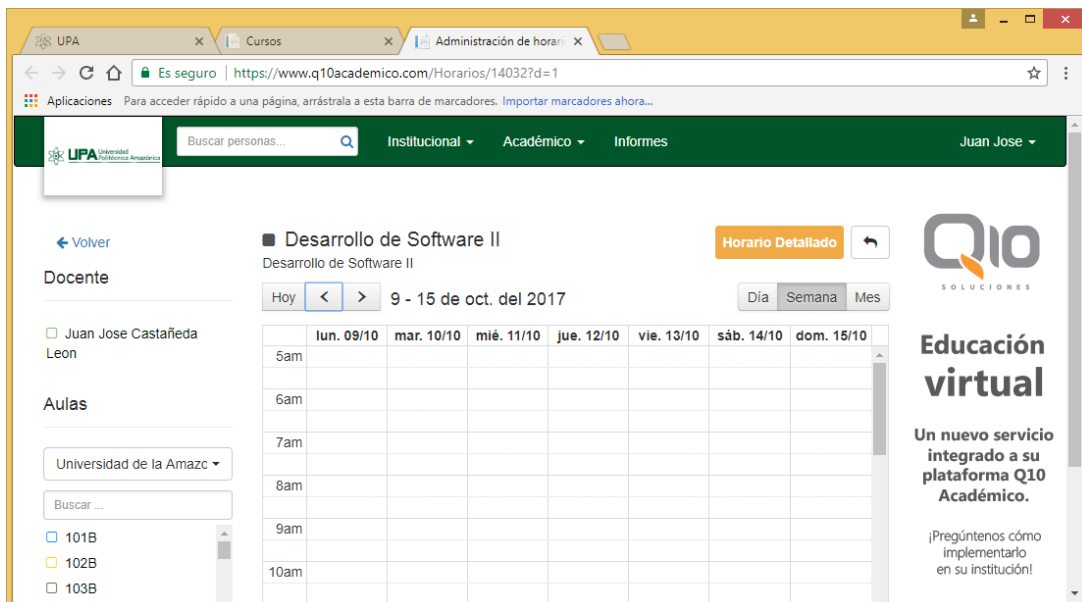 UPA
Cursos
Administración de horari
Es seguro
https://www.q10academico.com/Horarios/14032?d=1
Aplicaciones
Para acceder rápido a una página, arrástrala a esta barra de marcadores. Importar marcadores ahora...
UPA Universidad Politécnica Amazónica
Buscar personas...
Institucional
Académico
Informes
Juan Jose
Volver
Docente
Juan Jose Castañeda
Leon
Aulas
Universidad de la Amazo
Buscar ...
101B
102B
103B
Desarrollo de Software II
Desarrollo de Software II
Horario Detallado
Hoy
9 - 15 de oct. del 2017
Día Semana Mes
lun. 09/10 mar. 10/10 mié. 11/10 jue. 12/10 vie. 13/10 sáb. 14/10 dom. 15/10
5am
6am
7am
8am
9am
10am
Q10
SOLUCIONES
Educación
virtual
Un nuevo servicio
integrado a su
plataforma Q10
Académico.
¡Pregúntenos cómo
implementarlo
en su institución!